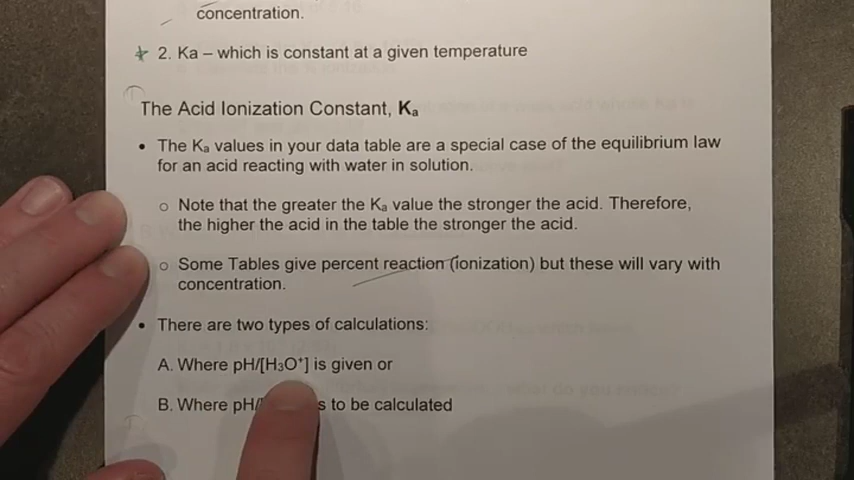 concentration.
2. Ka – which is constant at a given temperature
The Acid Ionization Constant, Kₐ
• The Kₐ values in your data table are a special case of the equilibrium law
for an acid reacting with water in solution.
o Note that the greater the Kₐ value the stronger the acid. Therefore,
the higher the acid in the table the stronger the acid.
o Some Tables give percent reaction (ionization) but these will vary with
concentration.
• There are two types of calculations:
A. Where pH/[H₃O⁺] is given or
B. Where pH/ to be calculated